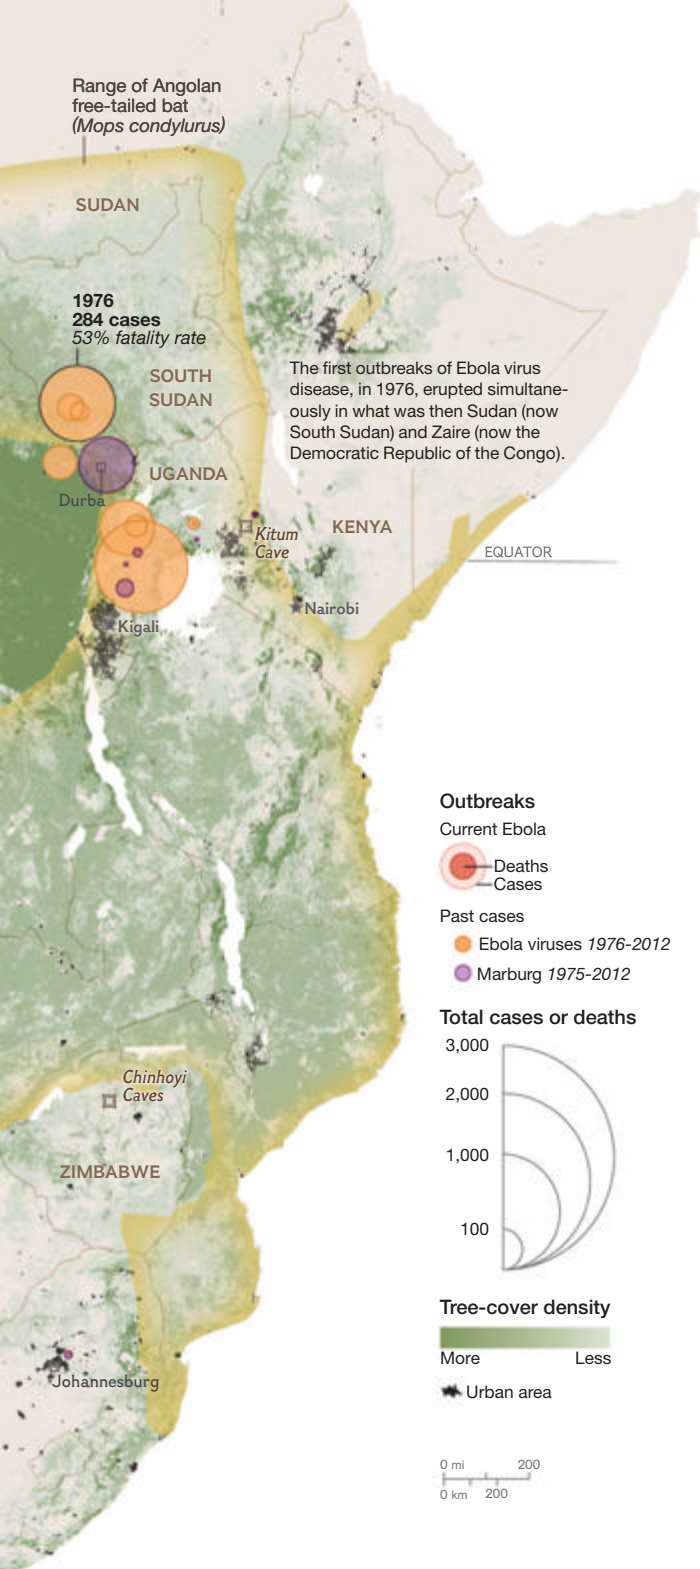 Range of Angolan
free-tailed bat
(Mops condylurus)
SUDAN
1976
284 cases
53% fatality rate
SOUTH
SUDAN
The first outbreaks of Ebola virus
disease, in 1976, erupted simultane-
ously in what was then Sudan (now
South Sudan) and Zaire (now the
Democratic Republic of the Congo).
UGANDA
Durba
KENYA
Kitum
Cave
EQUATOR
Nairobi
Kigali
Outbreaks
Current Ebola
Deaths
Cases
Past cases
Ebola viruses 1976-2012
Marburg 1975-2012
Total cases or deaths
3,000
2,000
1,000
100
Chinhoyi
Caves
ZIMBABWE
Johannesburg
Tree-cover density
More Less
Urban area
0 mi 200
0 km 200